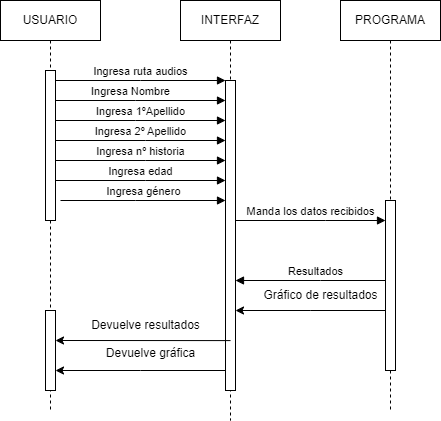 USUARIO
INTERFAZ
PROGRAMA
Ingresa ruta audios
Ingresa Nombre
Ingresa 1ºApellido
Ingresa 2º Apellido
Ingresa nº historia
Ingresa edad
Ingresa género
Manda los datos recibidos
Resultados
Gráfico de resultados
Devuelve resultados
Devuelve gráfica